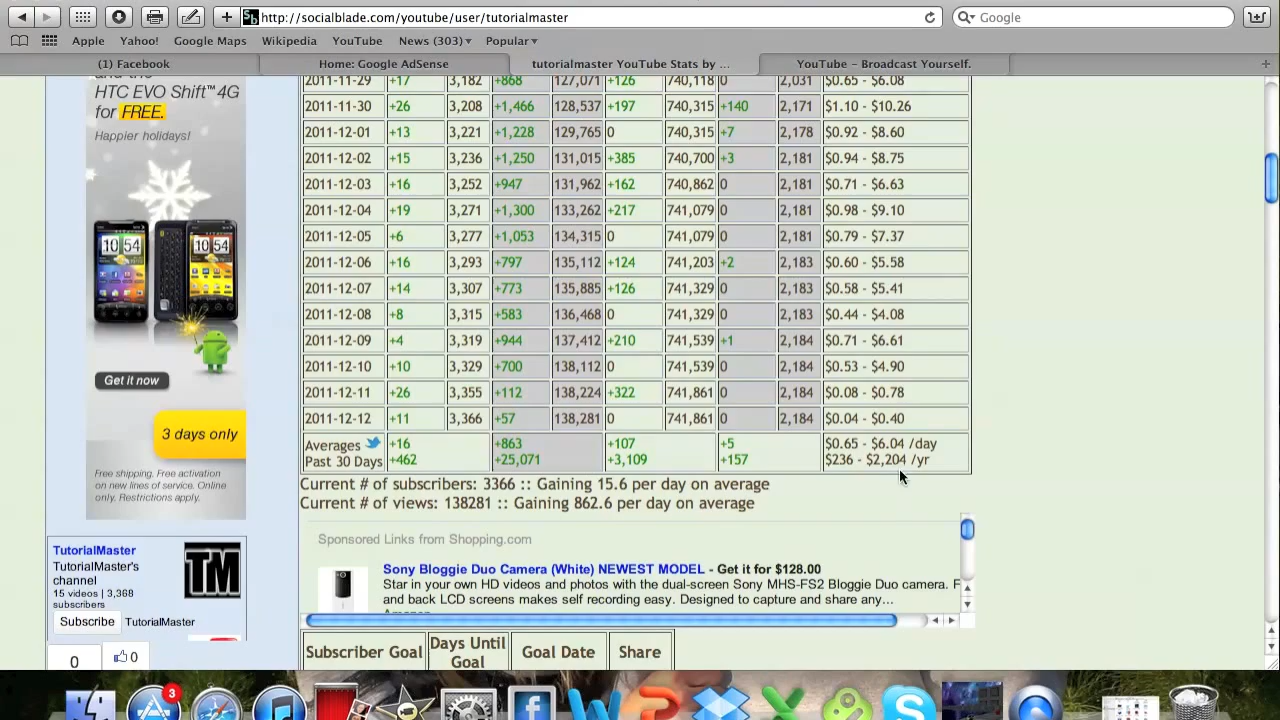 http://socialblade.com/youtube/user/tutorialmaster
Google
Apple Yahoo! Google Maps Wikipedia YouTube News (303)▾ Popular▾
(1) Facebook Home: Google AdSense tutorialmaster YouTube Stats by ... YouTube - Broadcast Yourself.
and the
HTC EVO Shift™ 4G
for FREE.
Happier holidays!
10 54 10 54
Get it now
3 days only
Free shipping. Free activation
on new lines of service. Online
only. Restrictions apply.
TutorialMaster
TutorialMaster's
channel
15 videos | 3,368
subscribers
TM
Subscribe TutorialMaster
0 0
2011-11-29 +17 3,182 +868 127,071 +126 740,118 0 2,031 $0.65 - $6.08
2011-11-30 +26 3,208 +1,466 128,537 +197 740,315 +140 2,171 $1.10 - $10.26
2011-12-01 +13 3,221 +1,228 129,765 0 740,315 +7 2,178 $0.92 - $8.60
2011-12-02 +15 3,236 +1,250 131,015 +385 740,700 +3 2,181 $0.94 - $8.75
2011-12-03 +16 3,252 +947 131,962 +162 740,862 0 2,181 $0.71 - $6.63
2011-12-04 +19 3,271 +1,300 133,262 +217 741,079 0 2,181 $0.98 - $9.10
2011-12-05 +6 3,277 +1,053 134,315 0 741,079 0 2,181 $0.79 - $7.37
2011-12-06 +16 3,293 +797 135,112 +124 741,203 +2 2,183 $0.60 - $5.58
2011-12-07 +14 3,307 +773 135,885 +126 741,329 0 2,183 $0.58 - $5.41
2011-12-08 +8 3,315 +583 136,468 0 741,329 0 2,183 $0.44 - $4.08
2011-12-09 +4 3,319 +944 137,412 +210 741,539 +1 2,184 $0.71 - $6.61
2011-12-10 +10 3,329 +700 138,112 0 741,539 0 2,184 $0.53 - $4.90
2011-12-11 +26 3,355 +112 138,224 +322 741,861 0 2,184 $0.08 - $0.78
2011-12-12 +11 3,366 +57 138,281 0 741,861 0 2,184 $0.04 - $0.40
Averages +16 +863 +107 +5 $0.65 - $6.04 /day
Past 30 Days +462 +25,071 +3,109 +157 $236 - $2,204 /yr
Current # of subscribers: 3366 :: Gaining 15.6 per day on average
Current # of views: 138281 :: Gaining 862.6 per day on average
Sponsored Links from Shopping.com
Sony Bloggie Duo Camera (White) NEWEST MODEL - Get it for $128.00
Star in your own HD videos and photos with the dual-screen Sony MHS-FS2 Bloggie Duo camera. F
and back LCD screens makes self recording easy. Designed to capture and share any...
Subscriber Goal Days Until Goal Goal Date Share
3